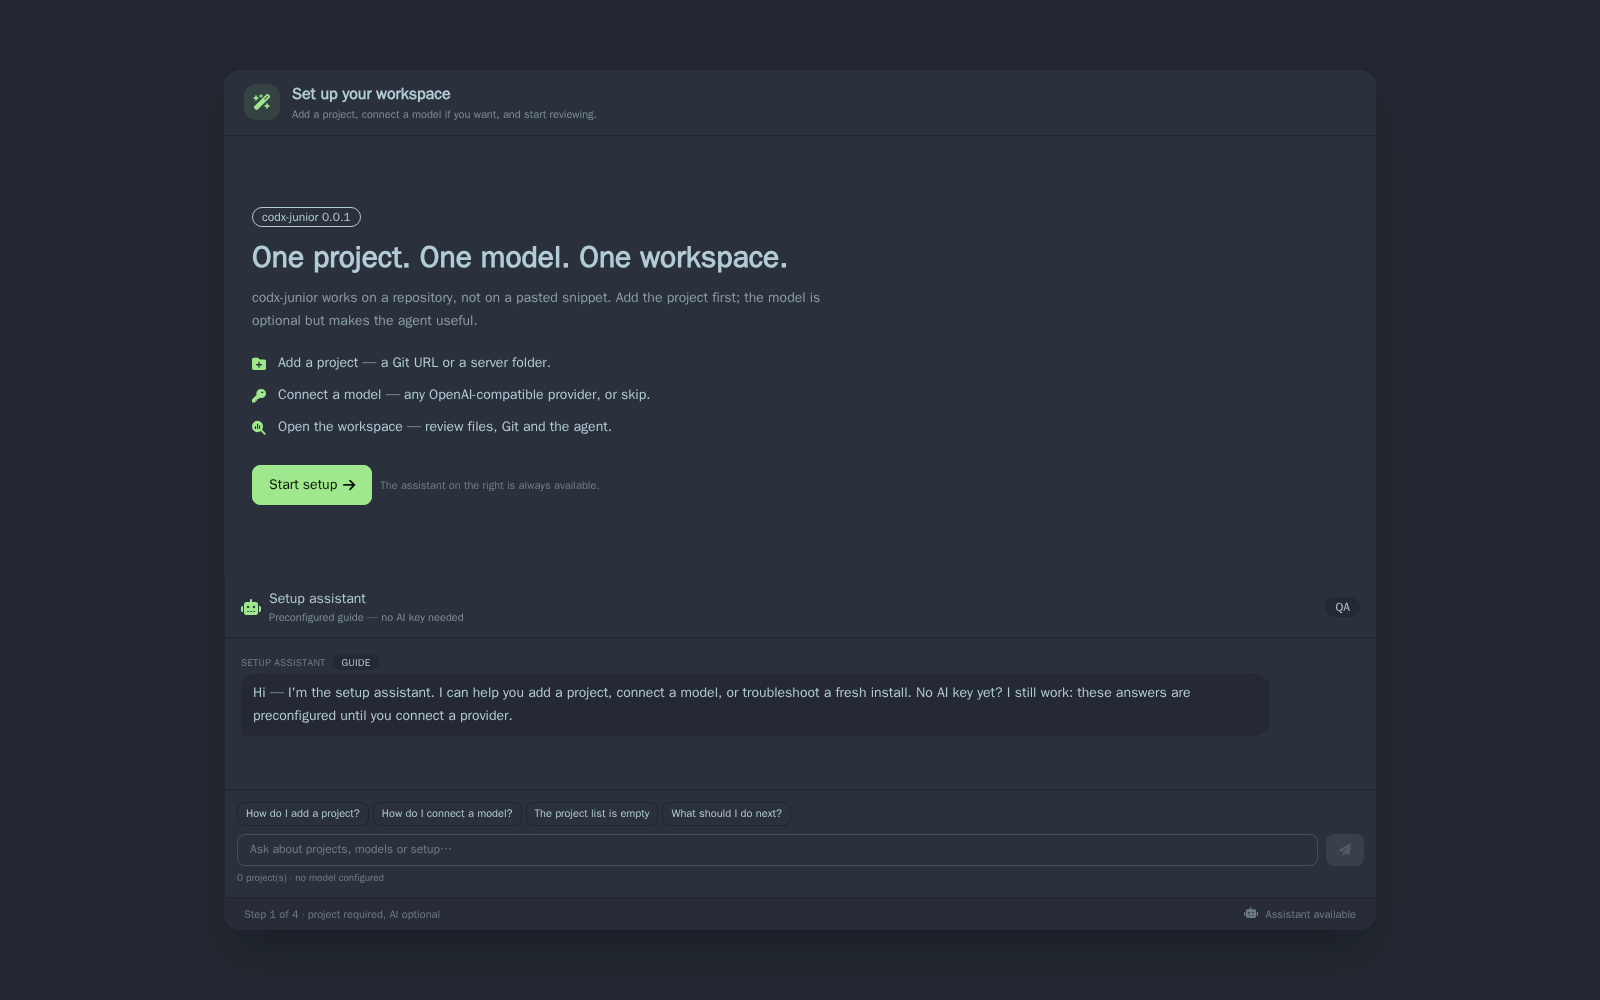 Set up your workspace
Add a project, connect a model if you want, and start reviewing.
codx-junior 0.0.1
One project. One model. One workspace.
codx-junior works on a repository, not on a pasted snippet. Add the project first; the model is
optional but makes the agent useful.
Add a project — a Git URL or a server folder.
Connect a model — any OpenAI-compatible provider, or skip.
Open the workspace — review files, Git and the agent.
Start setup →
The assistant on the right is always available.
Setup assistant
Preconfigured guide — no AI key needed
QA
SETUP ASSISTANT GUIDE
Hi — I'm the setup assistant. I can help you add a project, connect a model, or troubleshoot a fresh install. No AI key yet? I still work: these answers are
preconfigured until you connect a provider.
How do I add a project? How do I connect a model? The project list is empty What should I do next?
Ask about projects, models or setup…
0 project(s) · no model configured
Step 1 of 4 · project required, AI optional
Assistant available